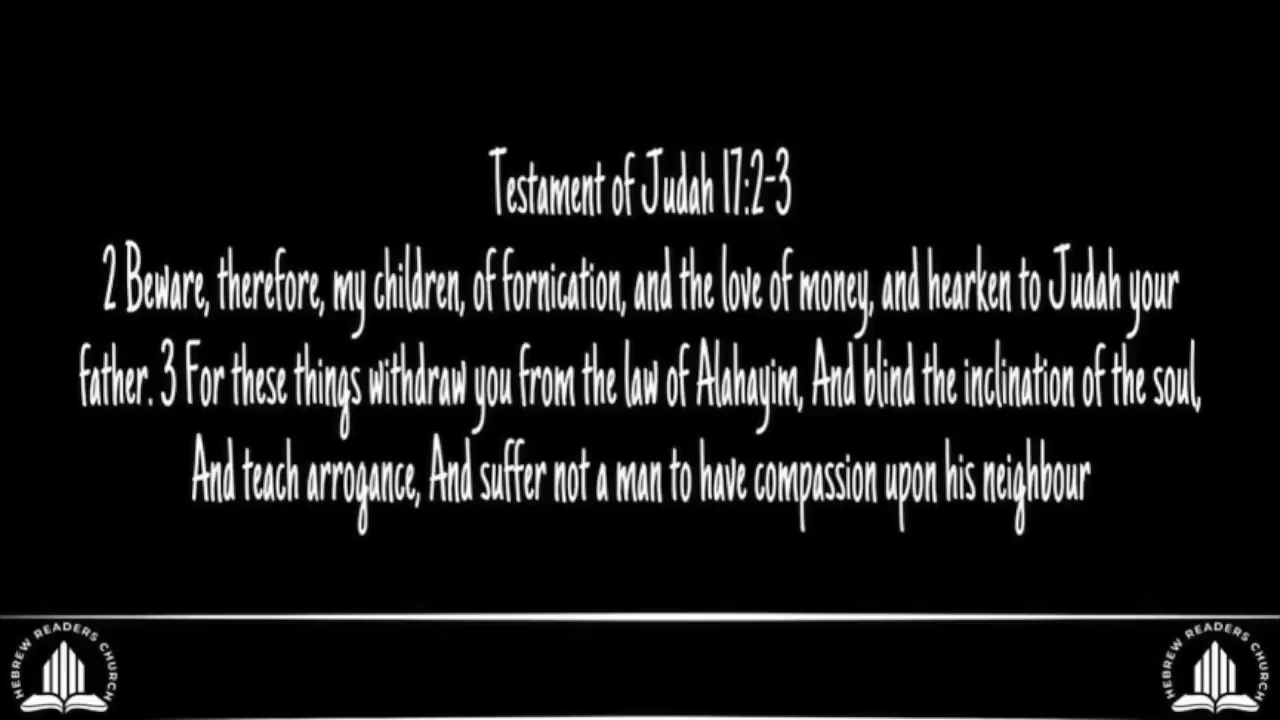 Testament of Judah 17:2-3
2 Beware, therefore, my children, of fornication, and the love of money, and hearken to Judah your
father. 3 For these things withdraw you from the law of Alahayim, And blind the inclination of the soul,
And teach arrogance, And suffer not a man to have compassion upon his neighbour
HEBREW READERS CHURCH
HEBREW READERS CHURCH